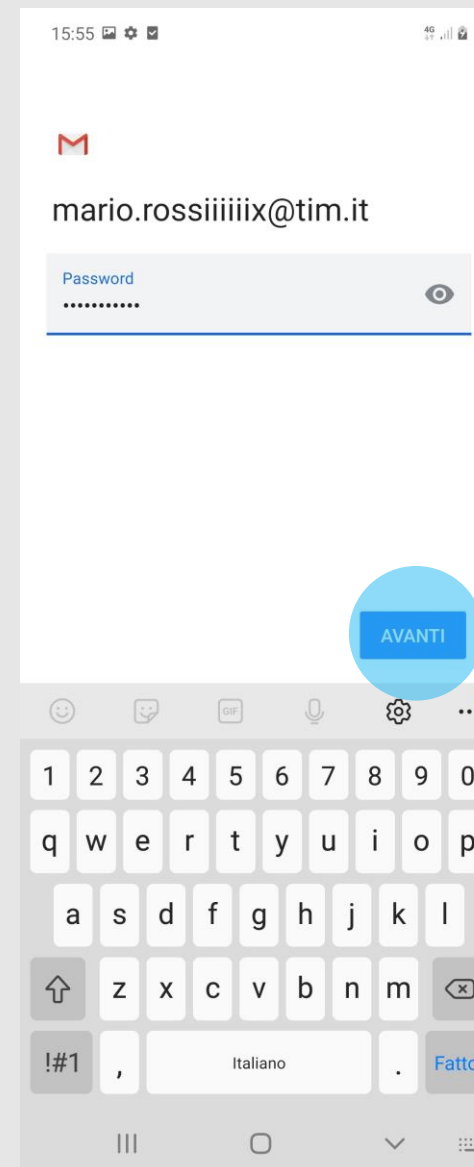 15:55
4G
mario.rossiiiiiix@tim.it
Password
•••••••••••
AVANTI
GIF
1 2 3 4 5 6 7 8 9 0
q w e r t y u i o p
a s d f g h j k l
z x c v b n m
!#1 , Italiano . Fatto